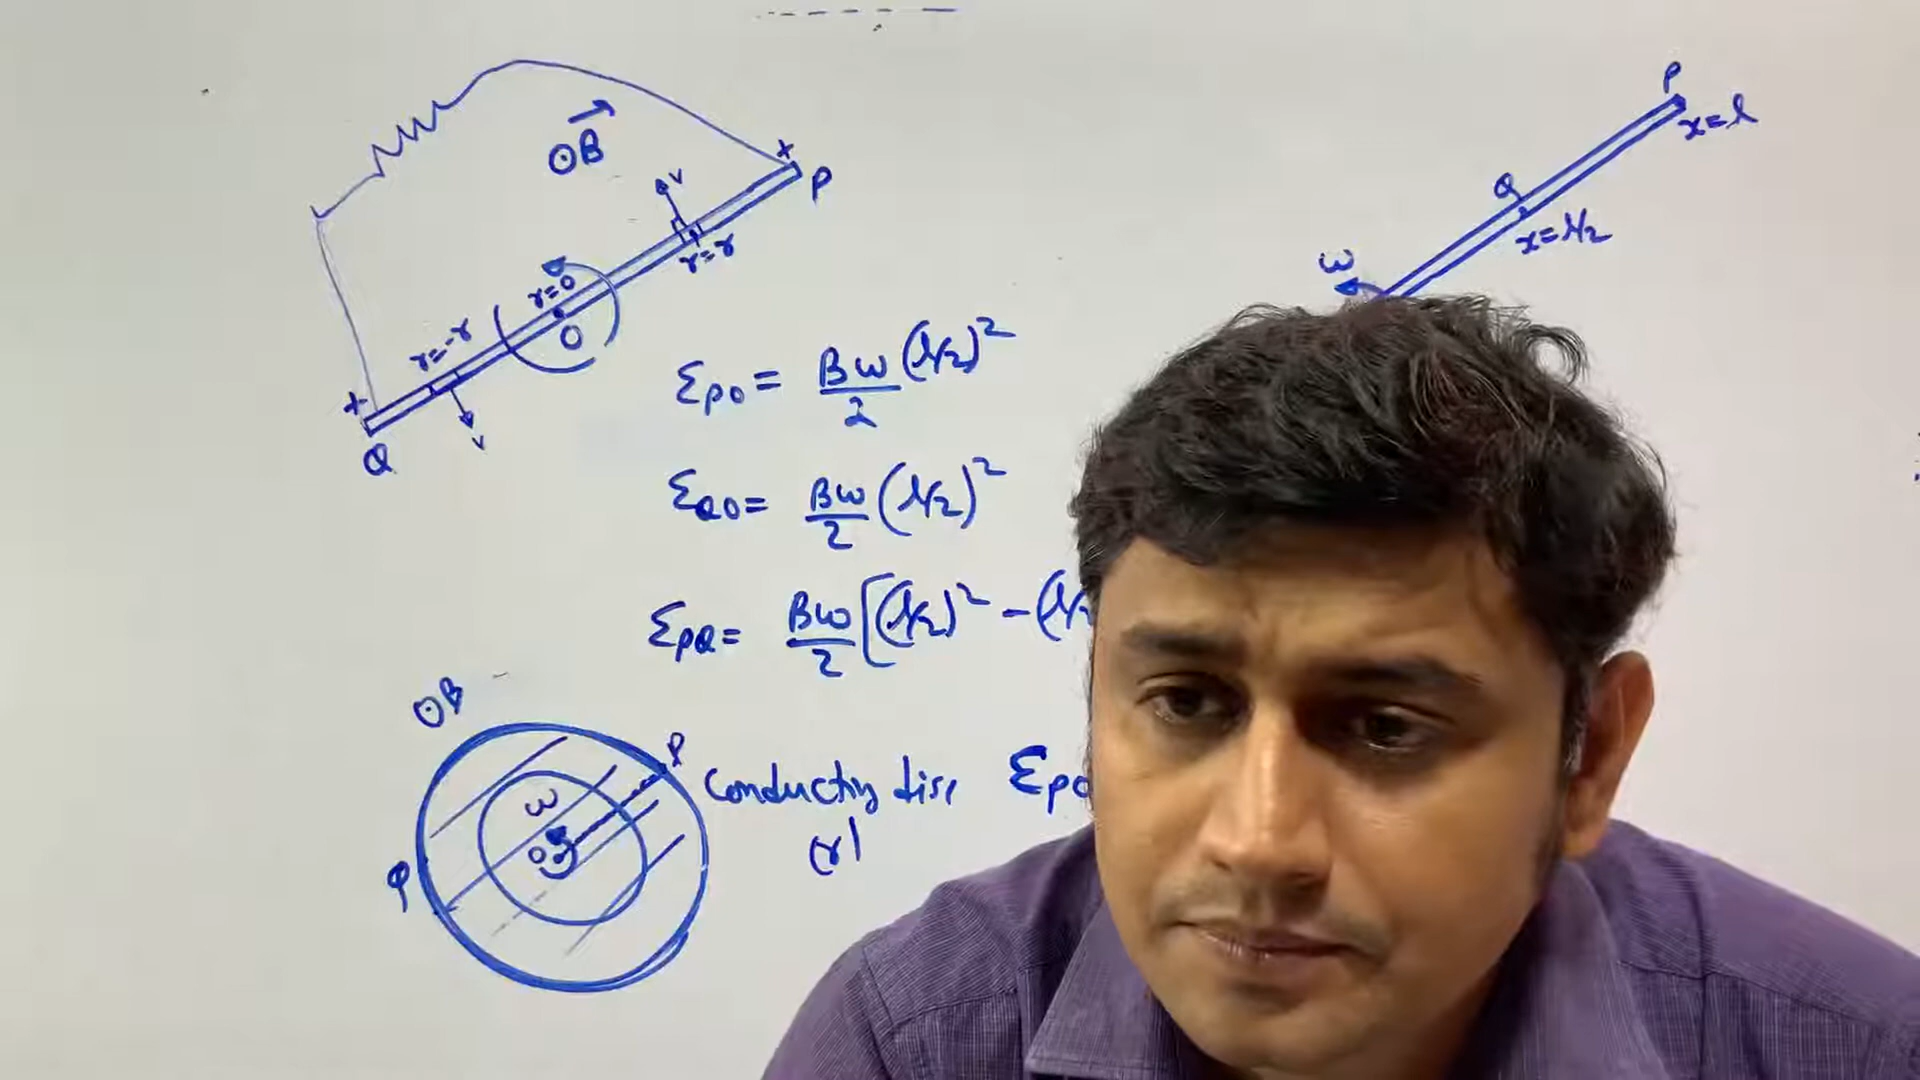 ⊙B⃗
+
P
v
r=r
r=0
O
r=-r
+
Q
v
P
x=l
Q
x=l/2
ω
ε_PO = Bω/2 (l/2)²
ε_QO = Bω/2 (l/2)²
ε_PQ = Bω/2 [(l/2)² - (l/2
⊙B
P
ω
O
Q
Conducting disc
(r)
ε_PO